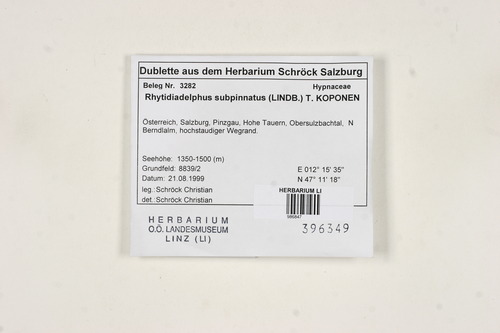 Dublette aus dem Herbarium Schröck Salzburg
Beleg Nr. 3282 Hypnaceae
Rhytidiadelphus subpinnatus (LINDB.) T. KOPONEN
Österreich, Salzburg, Pinzgau, Hohe Tauern, Obersulzbachtal, N
Berndlalm, hochstaudiger Wegrand.
Seehöhe: 1350-1500 (m)
Grundfeld: 8839/2 E 012° 15' 35"
Datum: 21.08.1999 N 47° 11' 18"
leg.: Schröck Christian
det.: Schröck Christian
HERBARIUM LI
980847
HERBARIUM
O.Ö. LANDESMUSEUM
LINZ (LI)
396349